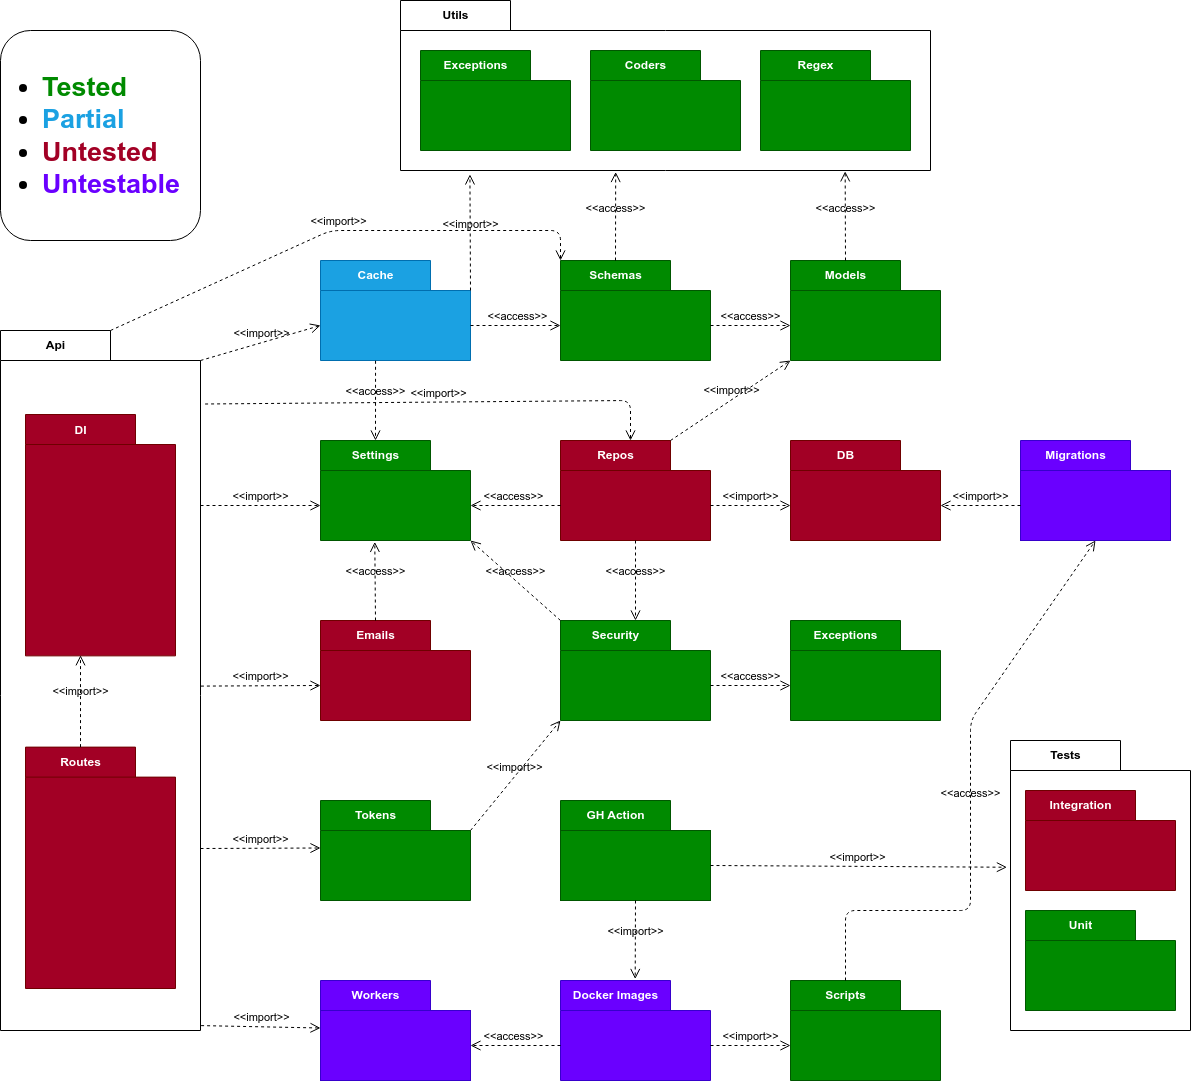 Utils
Exceptions
Coders
Regex
Tested
Partial
Untested
Untestable
<<access>>
<<access>>
<<import>>
<<import>>
Cache
Schemas
Models
<<access>>
<<access>>
<<import>>
Api
<<access>>
<<import>>
<<import>>
DI
Settings
Repos
DB
Migrations
<<import>>
<<access>>
<<import>>
<<import>>
<<access>>
<<access>>
<<access>>
Emails
Security
Exceptions
<<import>>
<<access>>
<<import>>
Routes
<<import>>
Tests
<<access>>
Integration
Tokens
GH Action
<<import>>
<<import>>
Unit
<<import>>
Workers
Docker Images
Scripts
<<import>>
<<access>>
<<import>>